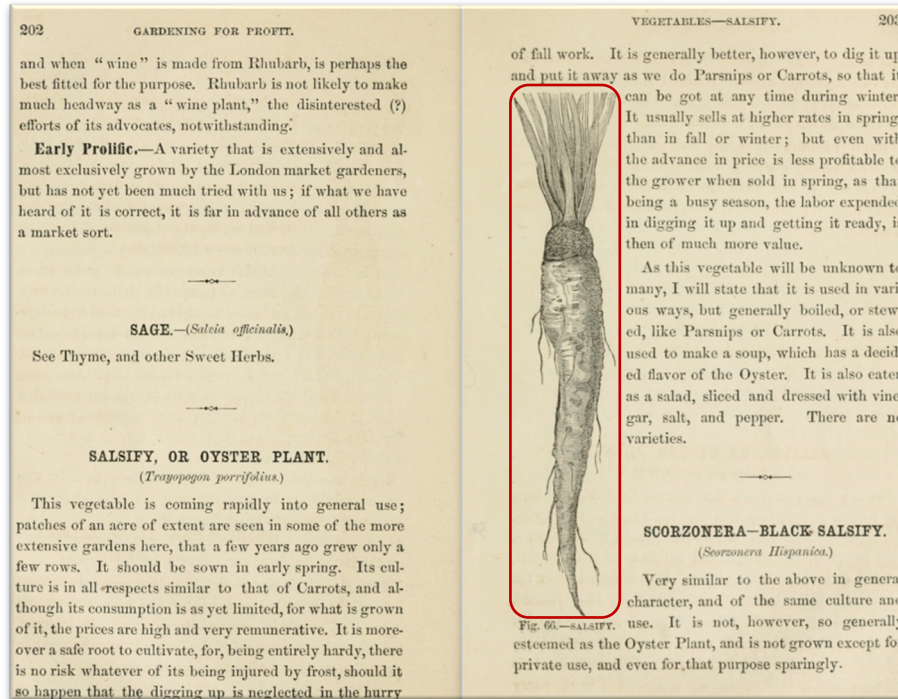 202
GARDENING FOR PROFIT.
and when “ wine ” is made from Rhubarb, is perhaps the
best fitted for the purpose. Rhubarb is not likely to make
much headway as a “ wine plant,” the disinterested (?)
efforts of its advocates, notwithstanding.
Early Prolific.—A variety that is extensively and al-
most exclusively grown by the London market gardeners,
but has not yet been much tried with us ; if what we have
heard of it is correct, it is far in advance of all others as
a market sort.
SAGE.—(Salvia officinalis.)
See Thyme, and other Sweet Herbs.
SALSIFY, OR OYSTER PLANT.
(Trayopogon porrifolius.)
This vegetable is coming rapidly into general use ;
patches of an acre of extent are seen in some of the more
extensive gardens here, that a few years ago grew only a
few rows. It should be sown in early spring. Its cul-
ture is in all respects similar to that of Carrots, and al-
though its consumption is as yet limited, for what is grown
of it, the prices are high and very remunerative. It is more-
over a safe root to cultivate, for, being entirely hardy, there
is no risk whatever of its being injured by frost, should it
so happen that the digging up is neglected in the hurry
VEGETABLES—SALSIFY.
203
of fall work. It is generally better, however, to dig it up
and put it away as we do Parsnips or Carrots, so that it
can be got at any time during winter
It usually sells at higher rates in spring
than in fall or winter ; but even with
the advance in price is less profitable to
the grower when sold in spring, as tha
being a busy season, the labor expended
in digging it up and getting it ready, i
then of much more value.
As this vegetable will be unknown to
many, I will state that it is used in vari
ous ways, but generally boiled, or stew
ed, like Parsnips or Carrots. It is also
used to make a soup, which has a decid
ed flavor of the Oyster. It is also eaten
as a salad, sliced and dressed with vine
gar, salt, and pepper. There are no
varieties.
SCORZONERA—BLACK SALSIFY.
(Scorzonera Hispanica.)
Very similar to the above in genera
character, and of the same culture and
Fig. 66.—SALSIFY. use. It is not, however, so generally
esteemed as the Oyster Plant, and is not grown except fo
private use, and even for that purpose sparingly.